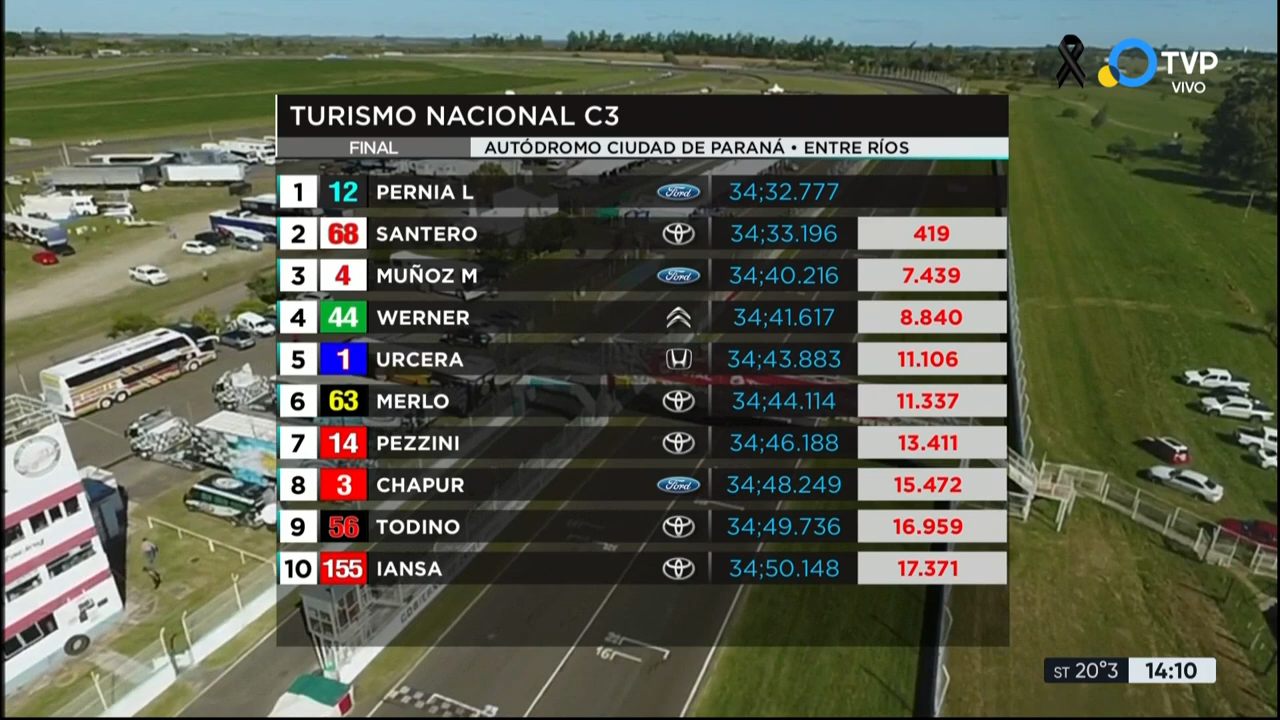 TVP
VIVO
TURISMO NACIONAL C3
FINAL AUTÓDROMO CIUDAD DE PARANÁ • ENTRE RÍOS
1 12 PERNIA L Ford 34;32.777
2 68 SANTERO 34;33.196 419
3 4 MUÑOZ M Ford 34;40.216 7.439
4 44 WERNER 34;41.617 8.840
5 1 URCERA 34;43.883 11.106
6 63 MERLO 34;44.114 11.337
7 14 PEZZINI 34;46.188 13.411
8 3 CHAPUR Ford 34;48.249 15.472
9 56 TODINO 34;49.736 16.959
10 155 IANSA 34;50.148 17.371
ST 20°3 14:10